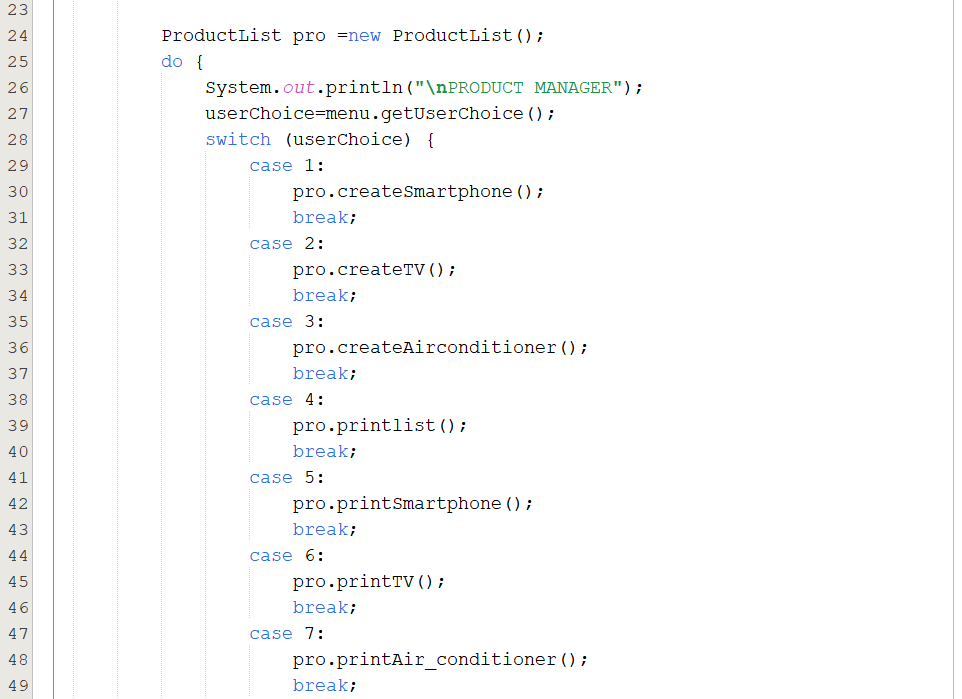 23
24 ProductList pro =new ProductList();
25 do {
26 System.out.println("\nPRODUCT MANAGER");
27 userChoice=menu.getUserChoice();
28 switch (userChoice) {
29 case 1:
30 pro.createSmartphone();
31 break;
32 case 2:
33 pro.createTV();
34 break;
35 case 3:
36 pro.createAirconditioner();
37 break;
38 case 4:
39 pro.printlist();
40 break;
41 case 5:
42 pro.printSmartphone();
43 break;
44 case 6:
45 pro.printTV();
46 break;
47 case 7:
48 pro.printAir_conditioner();
49 break;